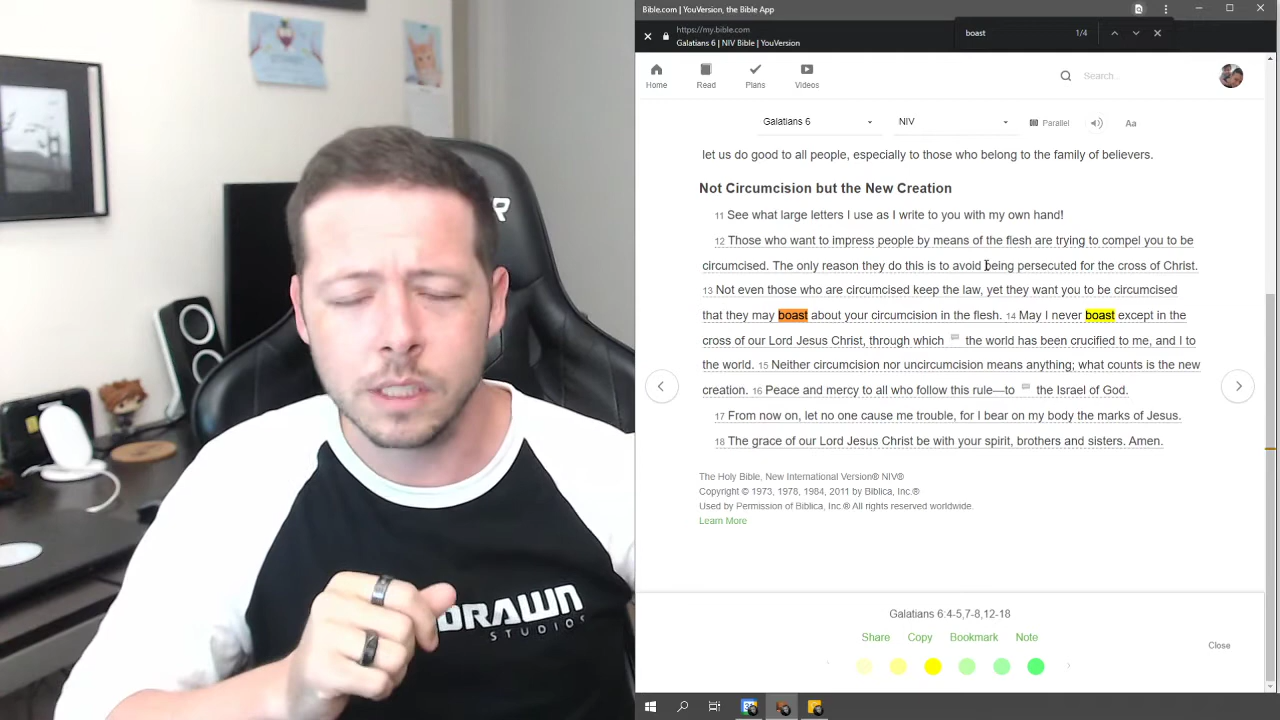 Bible.com | YouVersion, the Bible App
https://my.bible.com
Galatians 6 | NIV Bible | YouVersion
boast
1/4
Home
Read
Plans
Videos
Search...
Galatians 6
NIV
Parallel
Aa
let us do good to all people, especially to those who belong to the family of believers.
Not Circumcision but the New Creation
11 See what large letters I use as I write to you with my own hand!
12 Those who want to impress people by means of the flesh are trying to compel you to be
circumcised. The only reason they do this is to avoid being persecuted for the cross of Christ.
13 Not even those who are circumcised keep the law, yet they want you to be circumcised
that they may boast about your circumcision in the flesh. 14 May I never boast except in the
cross of our Lord Jesus Christ, through which the world has been crucified to me, and I to
the world. 15 Neither circumcision nor uncircumcision means anything; what counts is the new
creation. 16 Peace and mercy to all who follow this rule—to the Israel of God.
17 From now on, let no one cause me trouble, for I bear on my body the marks of Jesus.
18 The grace of our Lord Jesus Christ be with your spirit, brothers and sisters. Amen.
The Holy Bible, New International Version® NIV®
Copyright © 1973, 1978, 1984, 2011 by Biblica, Inc.®
Used by Permission of Biblica, Inc.® All rights reserved worldwide.
Learn More
Galatians 6:4-5,7-8,12-18
Share
Copy
Bookmark
Note
Close
DRAWN
STUDIOS